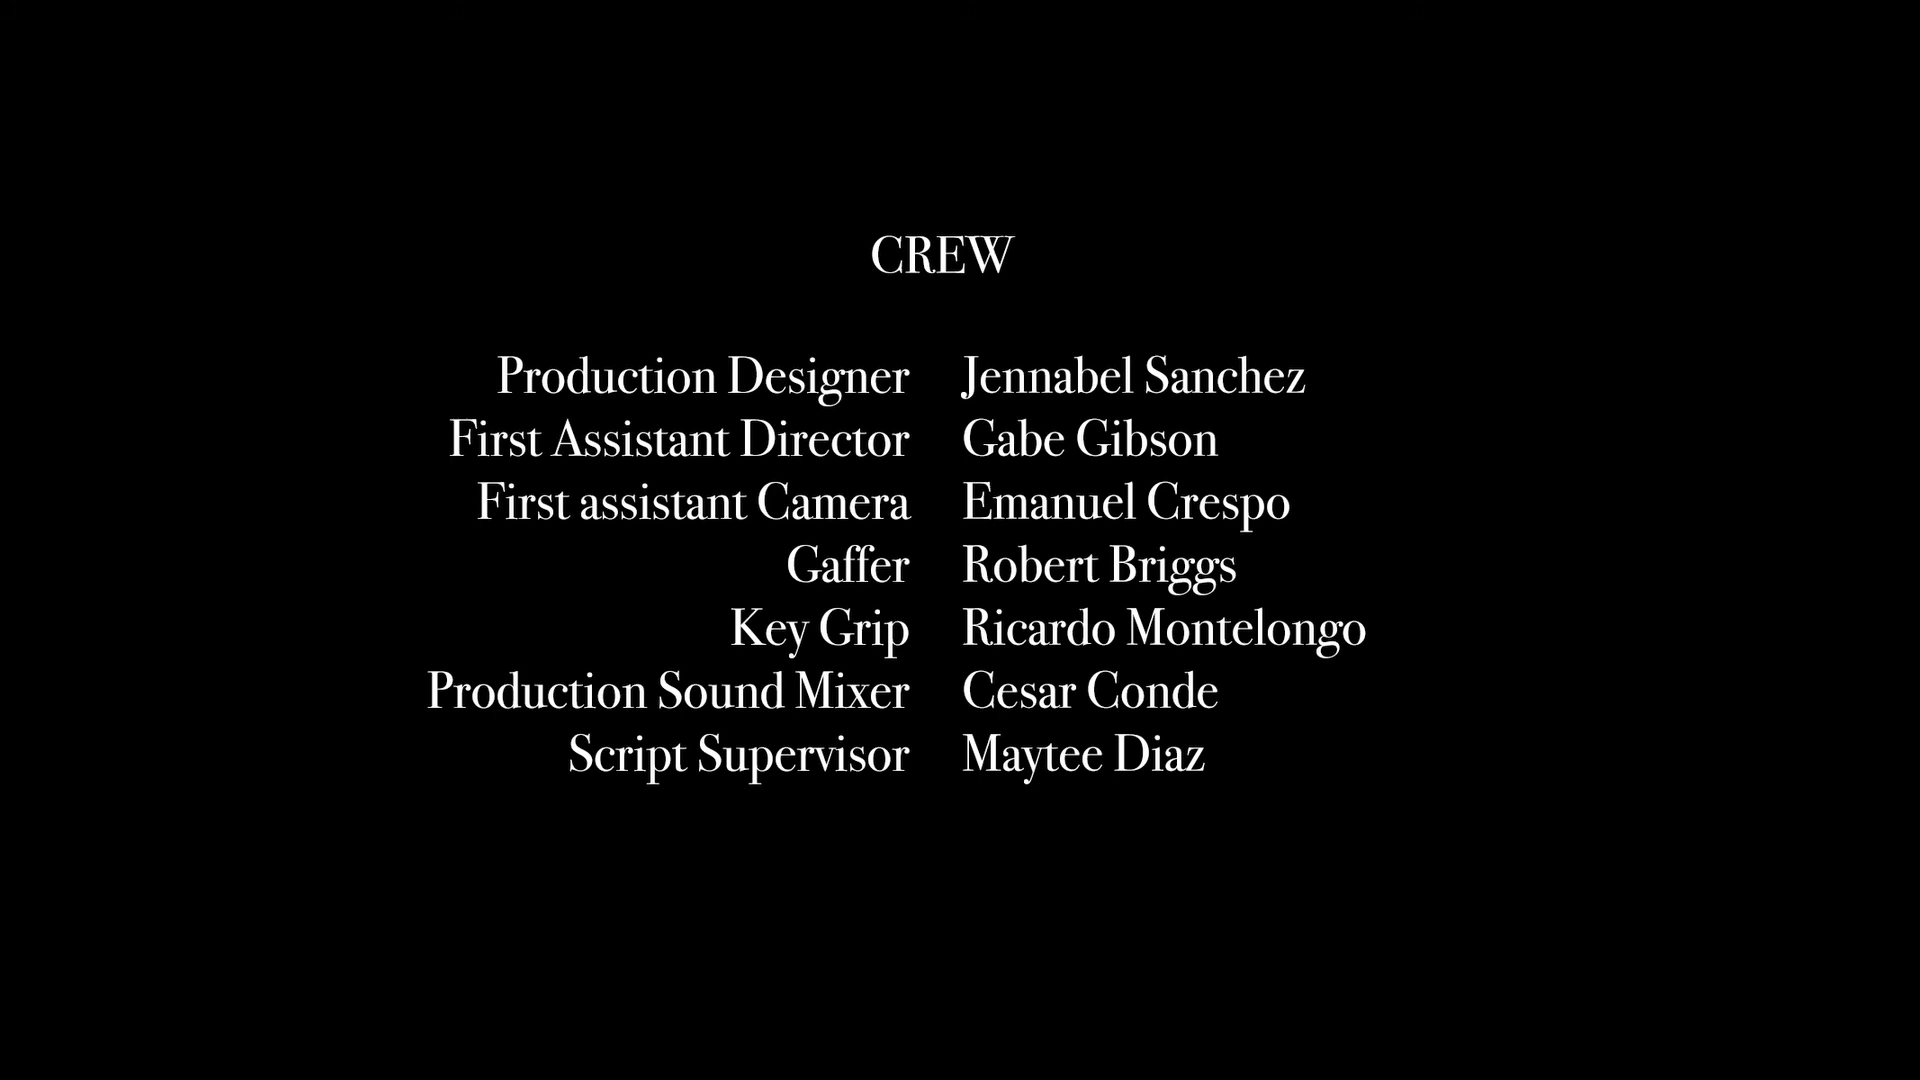 CREW
Production Designer Jennabel Sanchez
First Assistant Director Gabe Gibson
First assistant Camera Emanuel Crespo
Gaffer Robert Briggs
Key Grip Ricardo Montelongo
Production Sound Mixer Cesar Conde
Script Supervisor Maytee Diaz